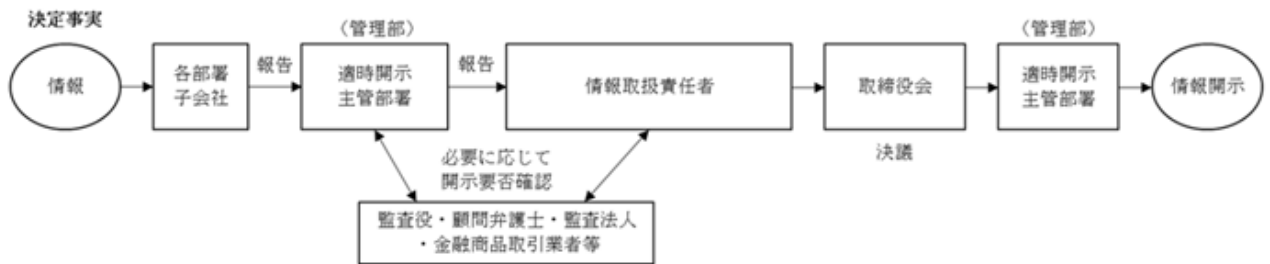 決定事実
情報
各部署
子会社
報告
（管理部）
適時開示
主管部署
報告
情報取扱責任者
取締役会
決議
（管理部）
適時開示
主管部署
情報開示
必要に応じて
開示要否確認
監査役・顧問弁護士・監査法人
・金融商品取引業者等